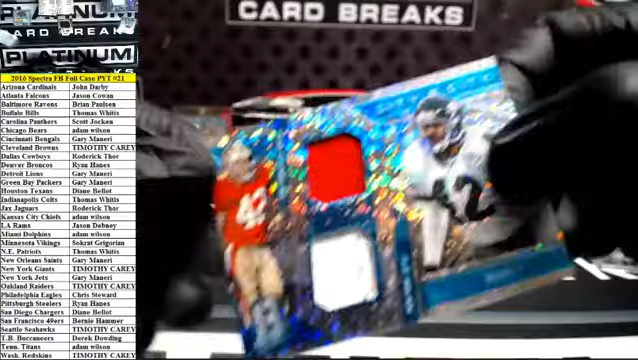 CARD BREAKS
PLATINUM
CARD BREAKS
PLATINUM
2016 Spectra FB Full Case PYT #21
Arizona Cardinals John Darby
Atlanta Falcons Jason Cowan
Baltimore Ravens Brian Paulsen
Buffalo Bills Thomas Whitis
Carolina Panthers Scott Jocken
Chicago Bears adam wilson
Cincinnati Bengals Gary Maneri
Cleveland Browns TIMOTHY CAREY
Dallas Cowboys Roderick Thor
Denver Broncos Ryan Hanes
Detroit Lions Gary Maneri
Green Bay Packers Gary Maneri
Houston Texans Diane Bellot
Indianapolis Colts Thomas Whitis
Jax Jaguars Roderick Thor
Kansas City Chiefs adam wilson
LA Rams Jason Debney
Miami Dolphins adam wilson
Minnesota Vikings Sokrat Grigorian
N.E. Patriots Thomas Whitis
New Orleans Saints Gary Maneri
New York Giants TIMOTHY CAREY
New York Jets Gary Maneri
Oakland Raiders TIMOTHY CAREY
Philadelphia Eagles Chris Steward
Pittsburgh Steelers Ryan Hanes
San Diego Chargers Diane Bellot
San Francisco 49ers Bernie Hammer
Seattle Seahawks TIMOTHY CAREY
T.B. Buccaneers Derek Dowding
Tenn. Titans adam wilson
Wash. Redskins TIMOTHY CAREY
42
42